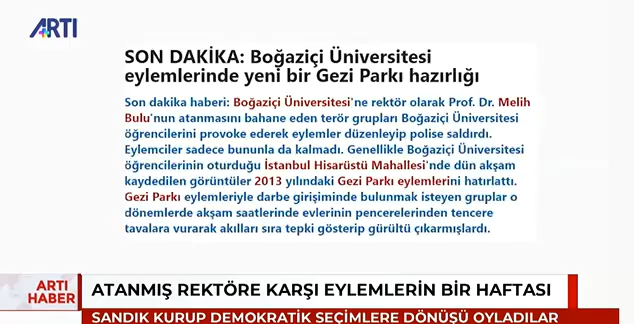 ARTI
SON DAKİKA: Boğaziçi Üniversitesi
eylemlerinde yeni bir Gezi Parkı hazırlığı
Son dakika haberi: Boğaziçi Üniversitesi'ne rektör olarak Prof. Dr. Melih
Bulu'nun atanmasını bahane eden terör grupları Boğaziçi Üniversitesi
öğrencilerini provoke ederek eylemler düzenleyip polise saldırdı.
Eylemciler sadece bununla da kalmadı. Genellikle Boğaziçi Üniversitesi
öğrencilerinin oturduğu İstanbul Hisarüstü Mahallesi'nde dün akşam
kaydedilen görüntüler 2013 yılındaki Gezi Parkı eylemlerini hatırlattı.
Gezi Parkı eylemleriyle darbe girişiminde bulunmak isteyen gruplar o
dönemlerde akşam saatlerinde evlerinin pencerelerinden tencere
tavalara vurarak akılları sıra tepki gösterip gürültü çıkarmışlardı.
ARTI
HABER
ATANMIŞ REKTÖRE KARŞI EYLEMLERİN BİR HAFTASI
SANDIK KURUP DEMOKRATİK SEÇİMLERE DÖNÜŞÜ OYLADILAR